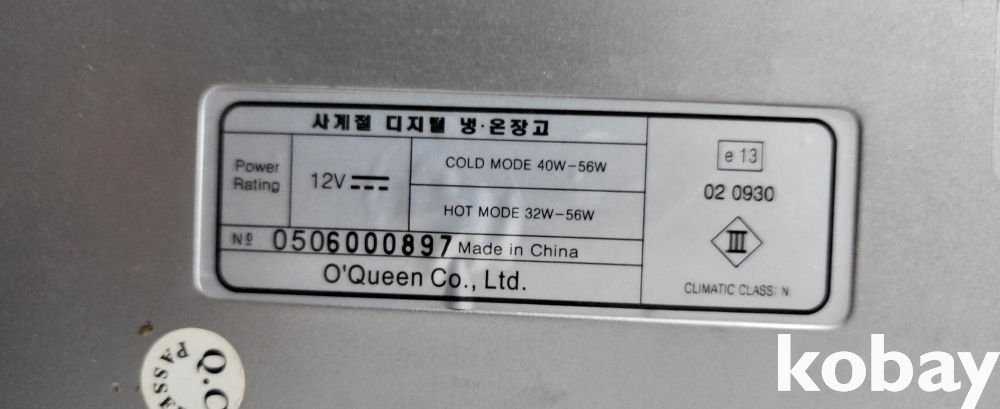 사계절 디지털 냉·온장고
Power Rating
12V
COLD MODE 40W-56W
HOT MODE 32W-56W
Nº 0506000897 Made in China
O'Queen Co., Ltd.
e 13
02 0930
III
CLIMATIC CLASS: N
Q.C
PASSE
kobay